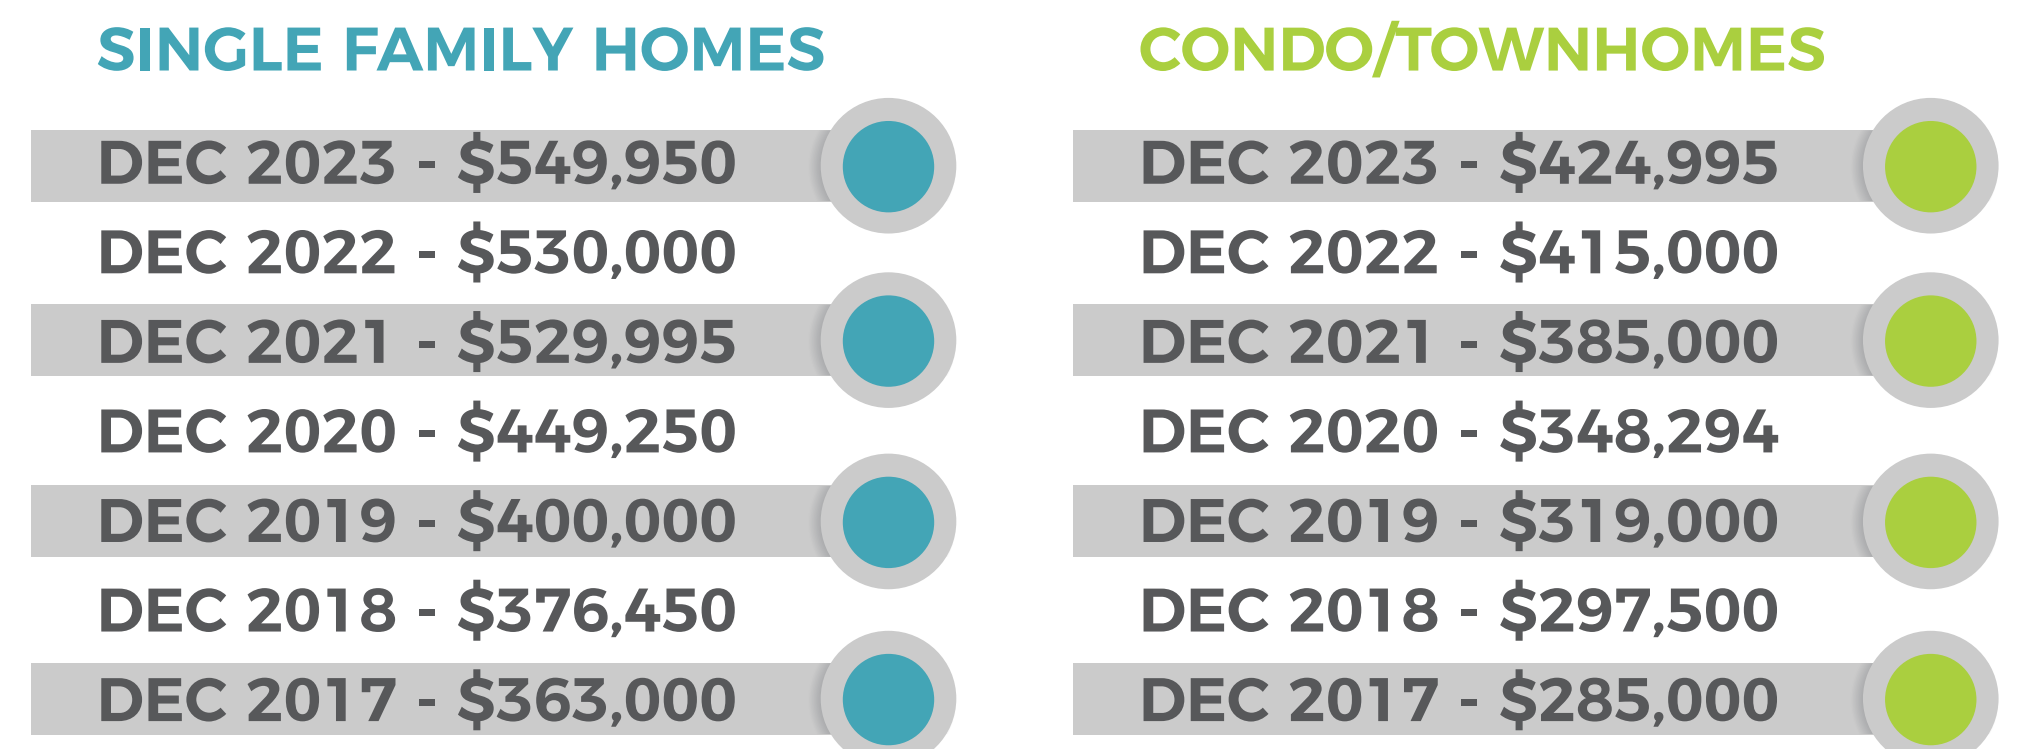 SINGLE FAMILY HOMES
DEC 2023 - $549,950
DEC 2022 - $530,000
DEC 2021 - $529,995
DEC 2020 - $449,250
DEC 2019 - $400,000
DEC 2018 - $376,450
DEC 2017 - $363,000
CONDO/TOWNHOMES
DEC 2023 - $424,995
DEC 2022 - $415,000
DEC 2021 - $385,000
DEC 2020 - $348,294
DEC 2019 - $319,000
DEC 2018 - $297,500
DEC 2017 - $285,000